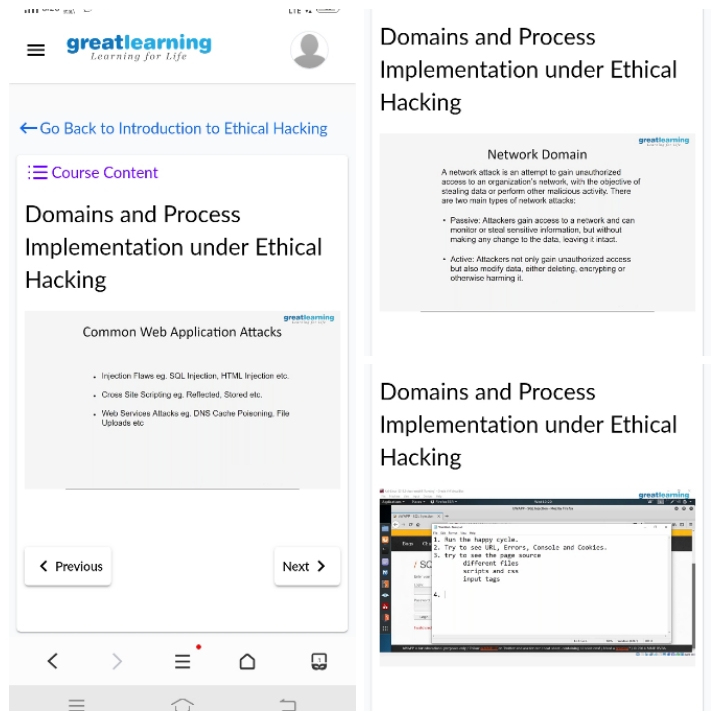 greatlearning
Learning for Life
Go Back to Introduction to Ethical Hacking
Course Content
Domains and Process
Implementation under Ethical
Hacking
greatlearning
Common Web Application Attacks
• Injection Flaws eg. SQL Injection, HTML Injection etc.
• Cross Site Scripting eg. Reflected, Stored etc.
• Web Services Attacks eg. DNS Cache Poisoning, File
Uploads etc
Previous
Next
Domains and Process
Implementation under Ethical
Hacking
greatlearning
Network Domain
A network attack is an attempt to gain unauthorized
access to an organization's network, with the objective of
stealing data or perform other malicious activity. There
are two main types of network attacks:
• Passive: Attackers gain access to a network and can
monitor or steal sensitive information, but without
making any change to the data, leaving it intact.
• Active: Attackers not only gain unauthorized access
but also modify data, either deleting, encrypting or
otherwise harming it.
Domains and Process
Implementation under Ethical
Hacking
greatlearning
1. Run the happy cycle.
2. Try to see URL, Errors, Console and Cookies.
3. try to see the page source
different files
scripts and css
input tags
4.